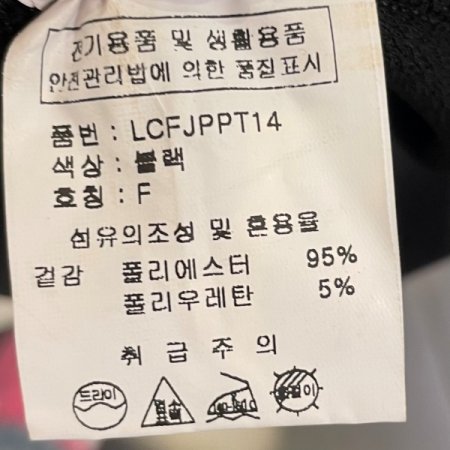 전기용품 및 생활용품
안전관리법에 의한 품질표시
품번 : LCFJPPT14
색상 : 블랙
호칭 : F
섬유의조성 및 혼용율
겉감 폴리에스터 95%
폴리우레탄 5%
취 급 주 의
드라이